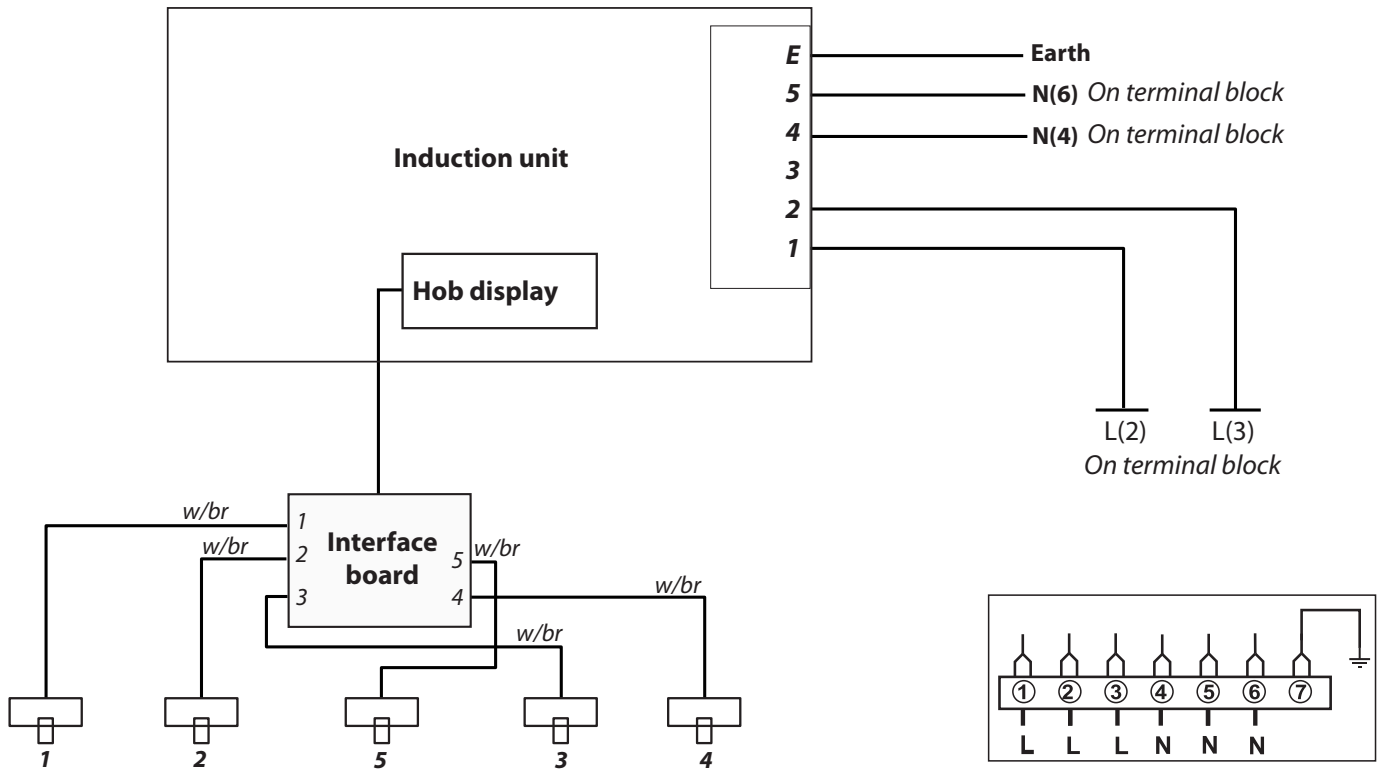 E
Earth
5
N(6) On terminal block
4
N(4) On terminal block
3
2
1
Induction unit
Hob display
L(2)
L(3)
On terminal block
w/br
w/br
w/br
w/br
w/br
1
2
3
5
4
Interface
board
1
2
5
3
4
1
2
3
4
5
6
7
L
L
L
N
N
N